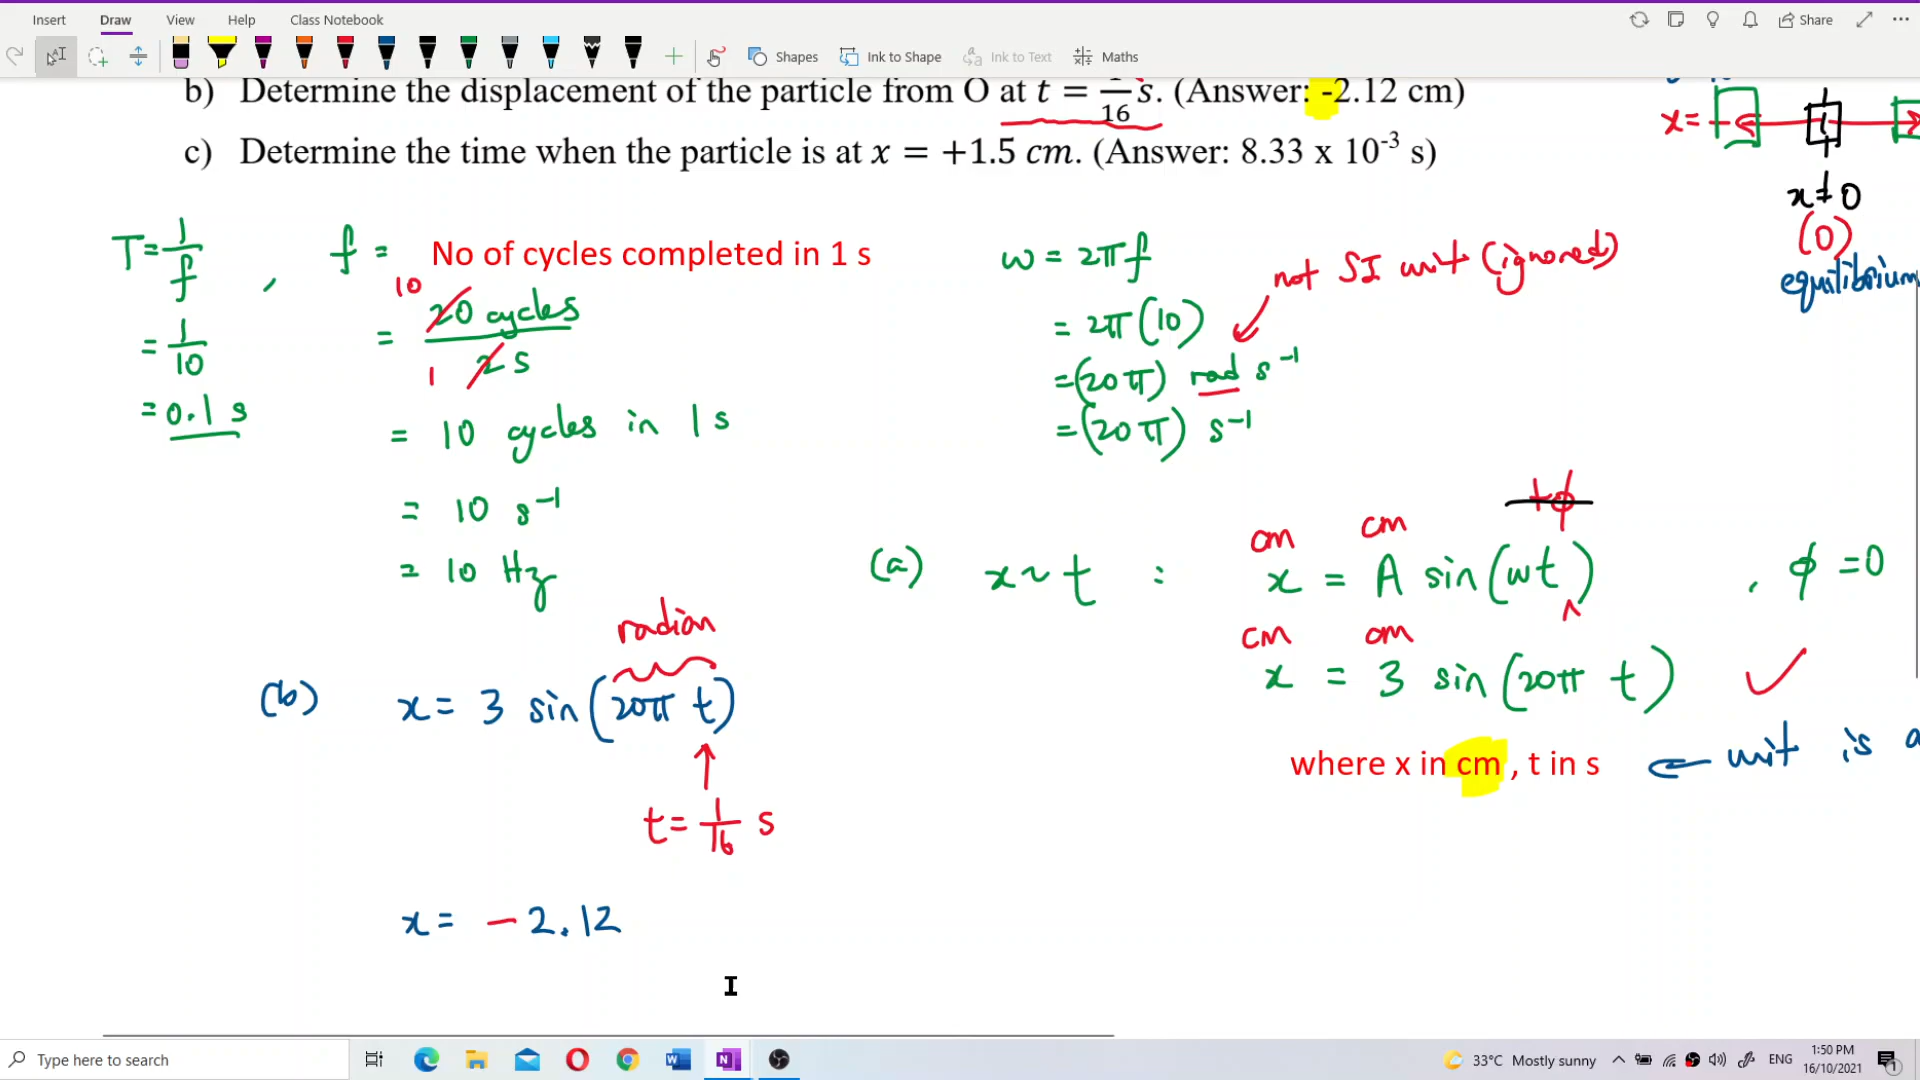 Insert Draw View Help Class Notebook Share
Shapes Ink to Shape Ink to Text Maths
b) Determine the displacement of the particle from O at t = —/16 s. (Answer: -2.12 cm)
c) Determine the time when the particle is at x = +1.5 cm. (Answer: 8.33 x 10⁻³ s)
x=
x = 0
(0)
equilibrium
T = 1/f , f = No of cycles completed in 1 s
= 1/10
= 0.1 s
10
= 20 cycles / 2 s
1
= 10 cycles in 1 s
= 10 s⁻¹
= 10 Hz
ω = 2πf
not SI unit (ignored)
= 2π(10)
= (20π) rad s⁻¹
= (20π) s⁻¹
+φ
cm cm
(a) x ~ t : x = A sin(ωt) , φ = 0
cm cm
x = 3 sin(20π t) ✓
where x in cm , t in s ← unit is
radian
(b) x = 3 sin(20π t)
↑
t = 1/16 s
x = -2.12
Type here to search
33°C Mostly sunny ENG 1:50 PM
16/10/2021
1